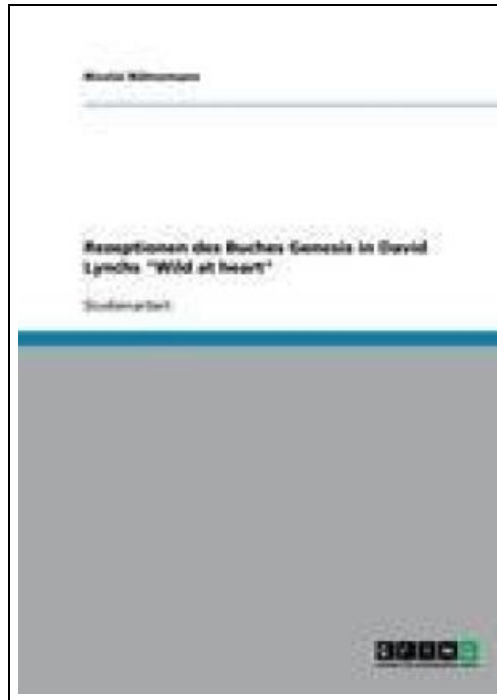 Rezeptionen des Buches Genesis in David
Lynchs "Wild at heart"
Studienarbeit